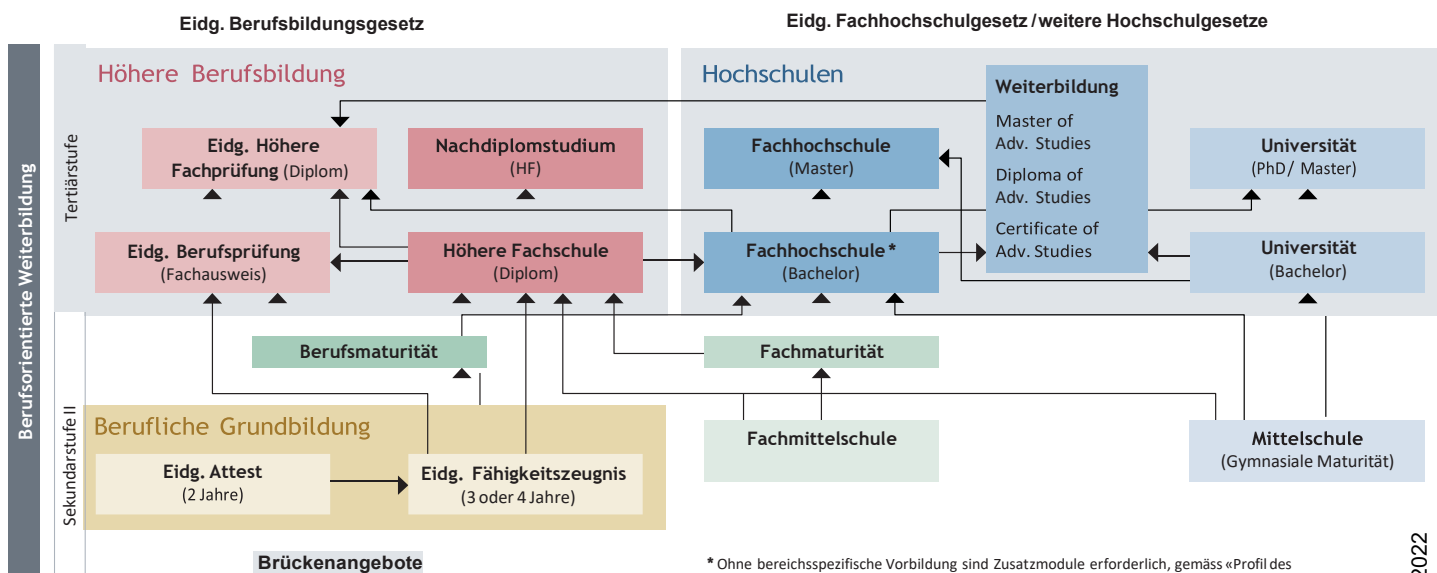 Eidg. Berufsbildungsgesetz
Eidg. Fachhochschulgesetz / weitere Hochschulgesetze
Berufsorientierte Weiterbildung
Tertiärstufe
Höhere Berufsbildung
Eidg. Höhere
Fachprüfung (Diplom)
Nachdiplomstudium
(HF)
Eidg. Berufsprüfung
(Fachausweis)
Höhere Fachschule
(Diplom)
Hochschulen
Fachhochschule
(Master)
Weiterbildung
Master of
Adv. Studies
Diploma of
Adv. Studies
Certificate of
Adv. Studies
Universität
(PhD/ Master)
Fachhochschule *
(Bachelor)
Universität
(Bachelor)
Sekundarstufe II
Berufsmaturität
Fachmaturität
Berufliche Grundbildung
Eidg. Attest
(2 Jahre)
Eidg. Fähigkeitszeugnis
(3 oder 4 Jahre)
Fachmittelschule
Mittelschule
(Gymnasiale Maturität)
Brückenangebote
* Ohne bereichsspezifische Vorbildung sind Zusatzmodule erforderlich, gemäss «Profil des
2022